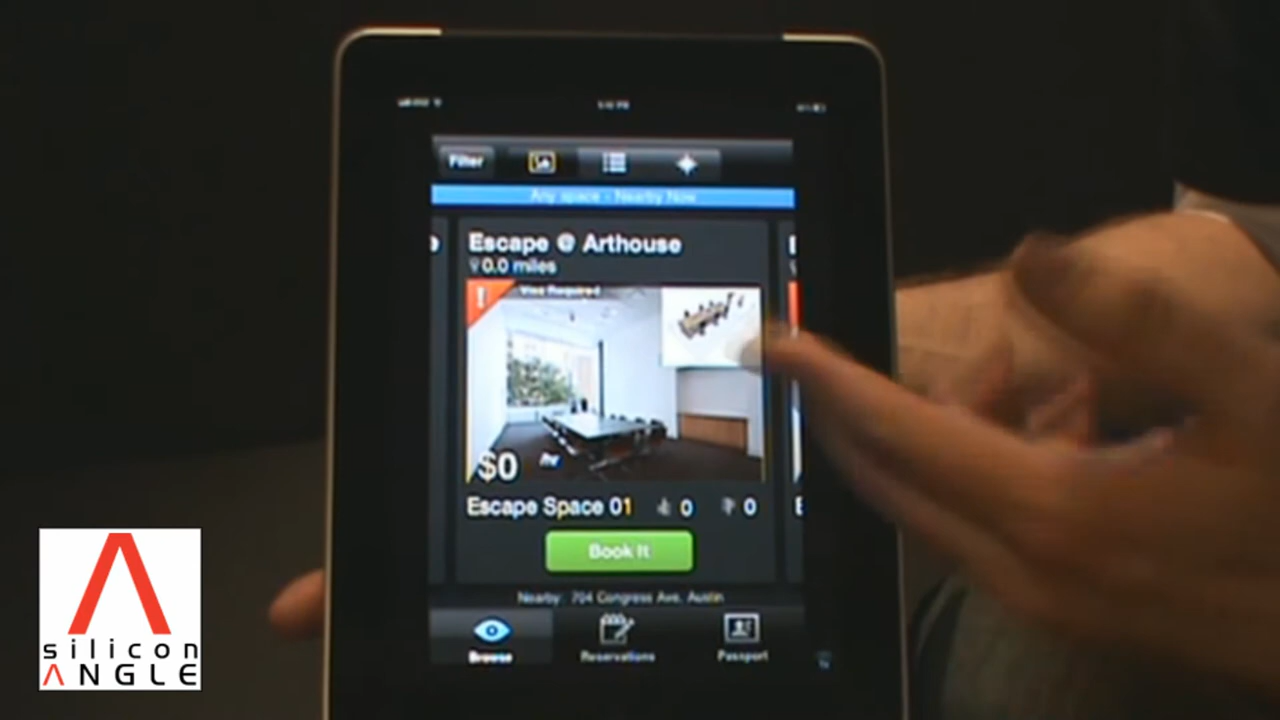 Filter
Any space - Nearby Now
Escape @ Arthouse
0.0 miles
Visa Required
!
$0 hr
Escape Space 01 0 0
Book It
Nearby: 704 Congress Ave, Austin
Browse Reservations Passport
silicon
ANGLE